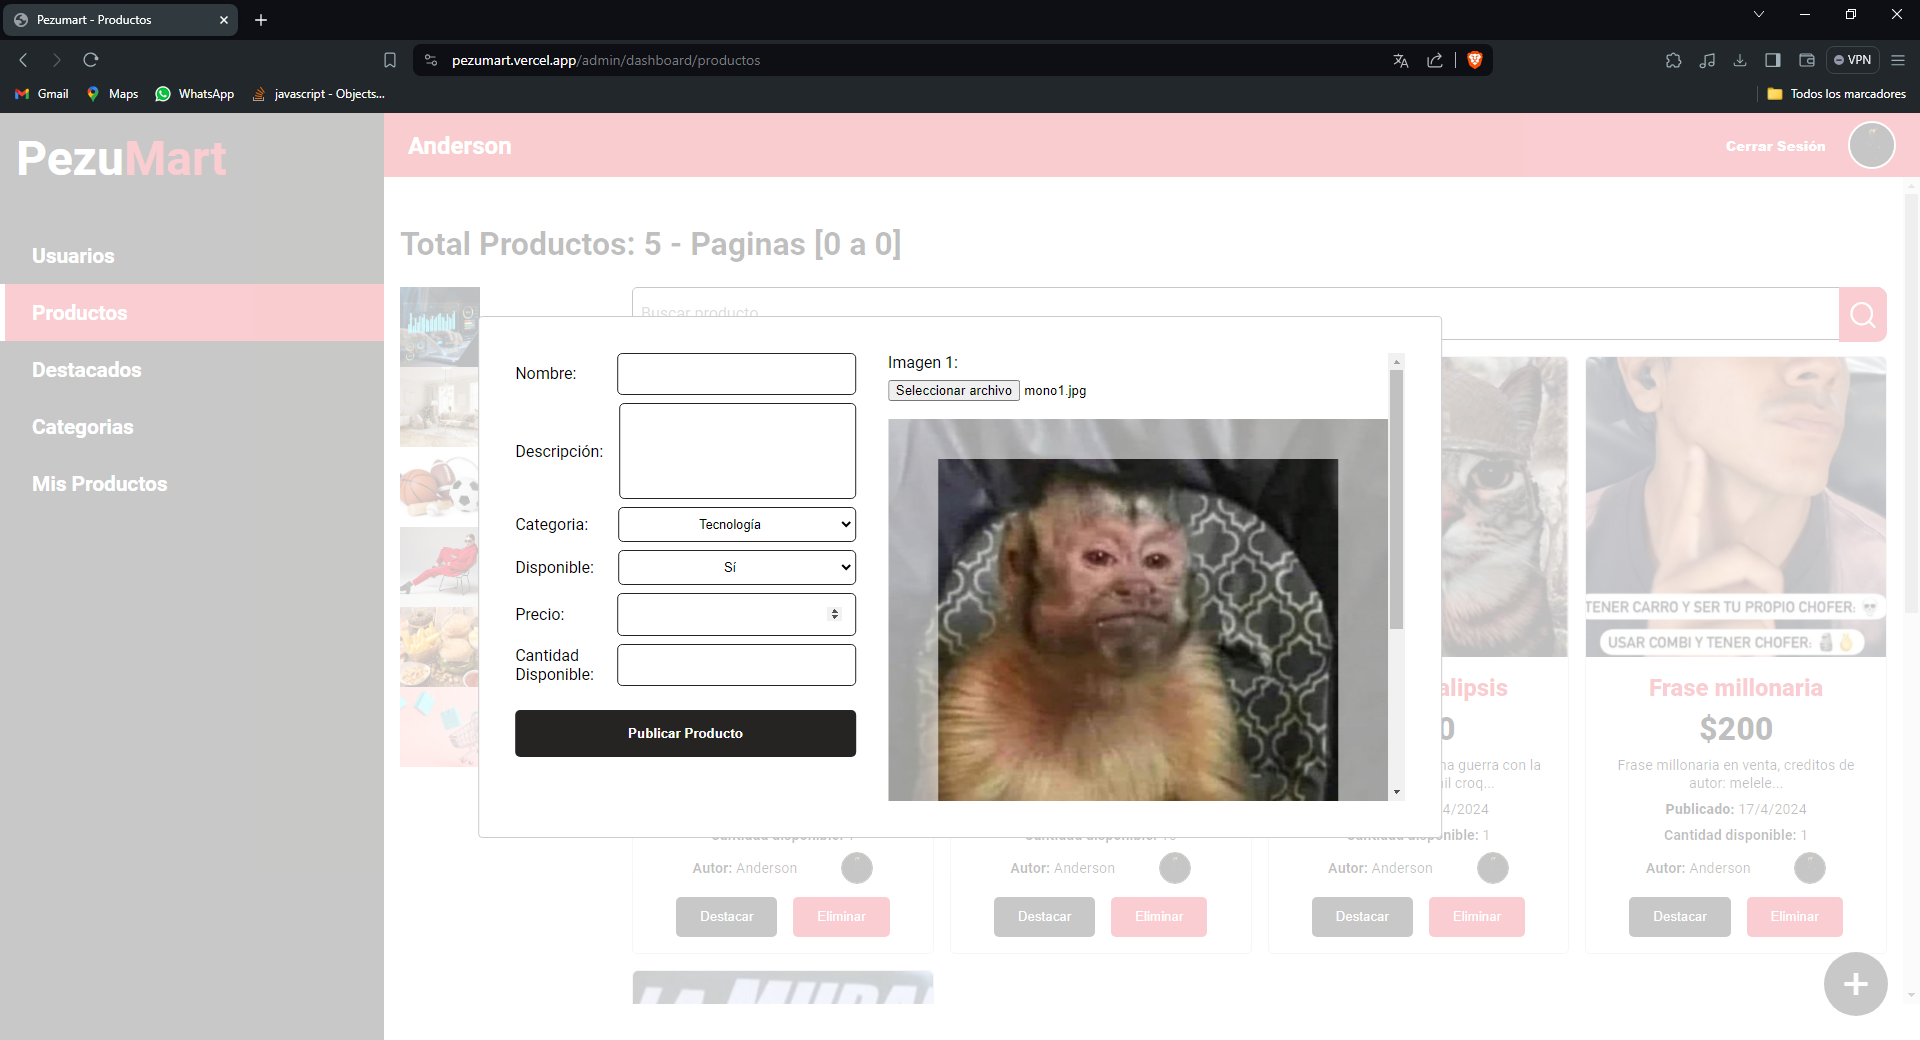 Pezumart - Productos
pezumart.vercel.app/admin/dashboard/productos
VPN
Gmail
Maps
WhatsApp
javascript - Objects...
Todos los marcadores
PezuMart
Anderson
Cerrar Sesión
Usuarios
Productos
Destacados
Categorias
Mis Productos
Total Productos: 5 - Paginas [0 a 0]
Buscar producto
Nombre:
Descripción:
Categoria:
Tecnología
Disponible:
Sí
Precio:
Cantidad
Disponible:
Publicar Producto
Imagen 1:
Seleccionar archivo mono1.jpg
TENER CARRO Y SER TU PROPIO CHOFER:
USAR COMBI Y TENER CHOFER:
alipsis
0
na guerra con la
il croq...
4/2024
Frase millonaria
$200
Frase millonaria en venta, creditos de
autor: melele...
Publicado: 17/4/2024
Cantidad disponible: 1
Cantidad disponible:
Cantidad disponible:
Cantidad disponible: 1
Autor: Anderson
Destacar
Eliminar
Autor: Anderson
Destacar
Eliminar
Autor: Anderson
Destacar
Eliminar
Autor: Anderson
Destacar
Eliminar